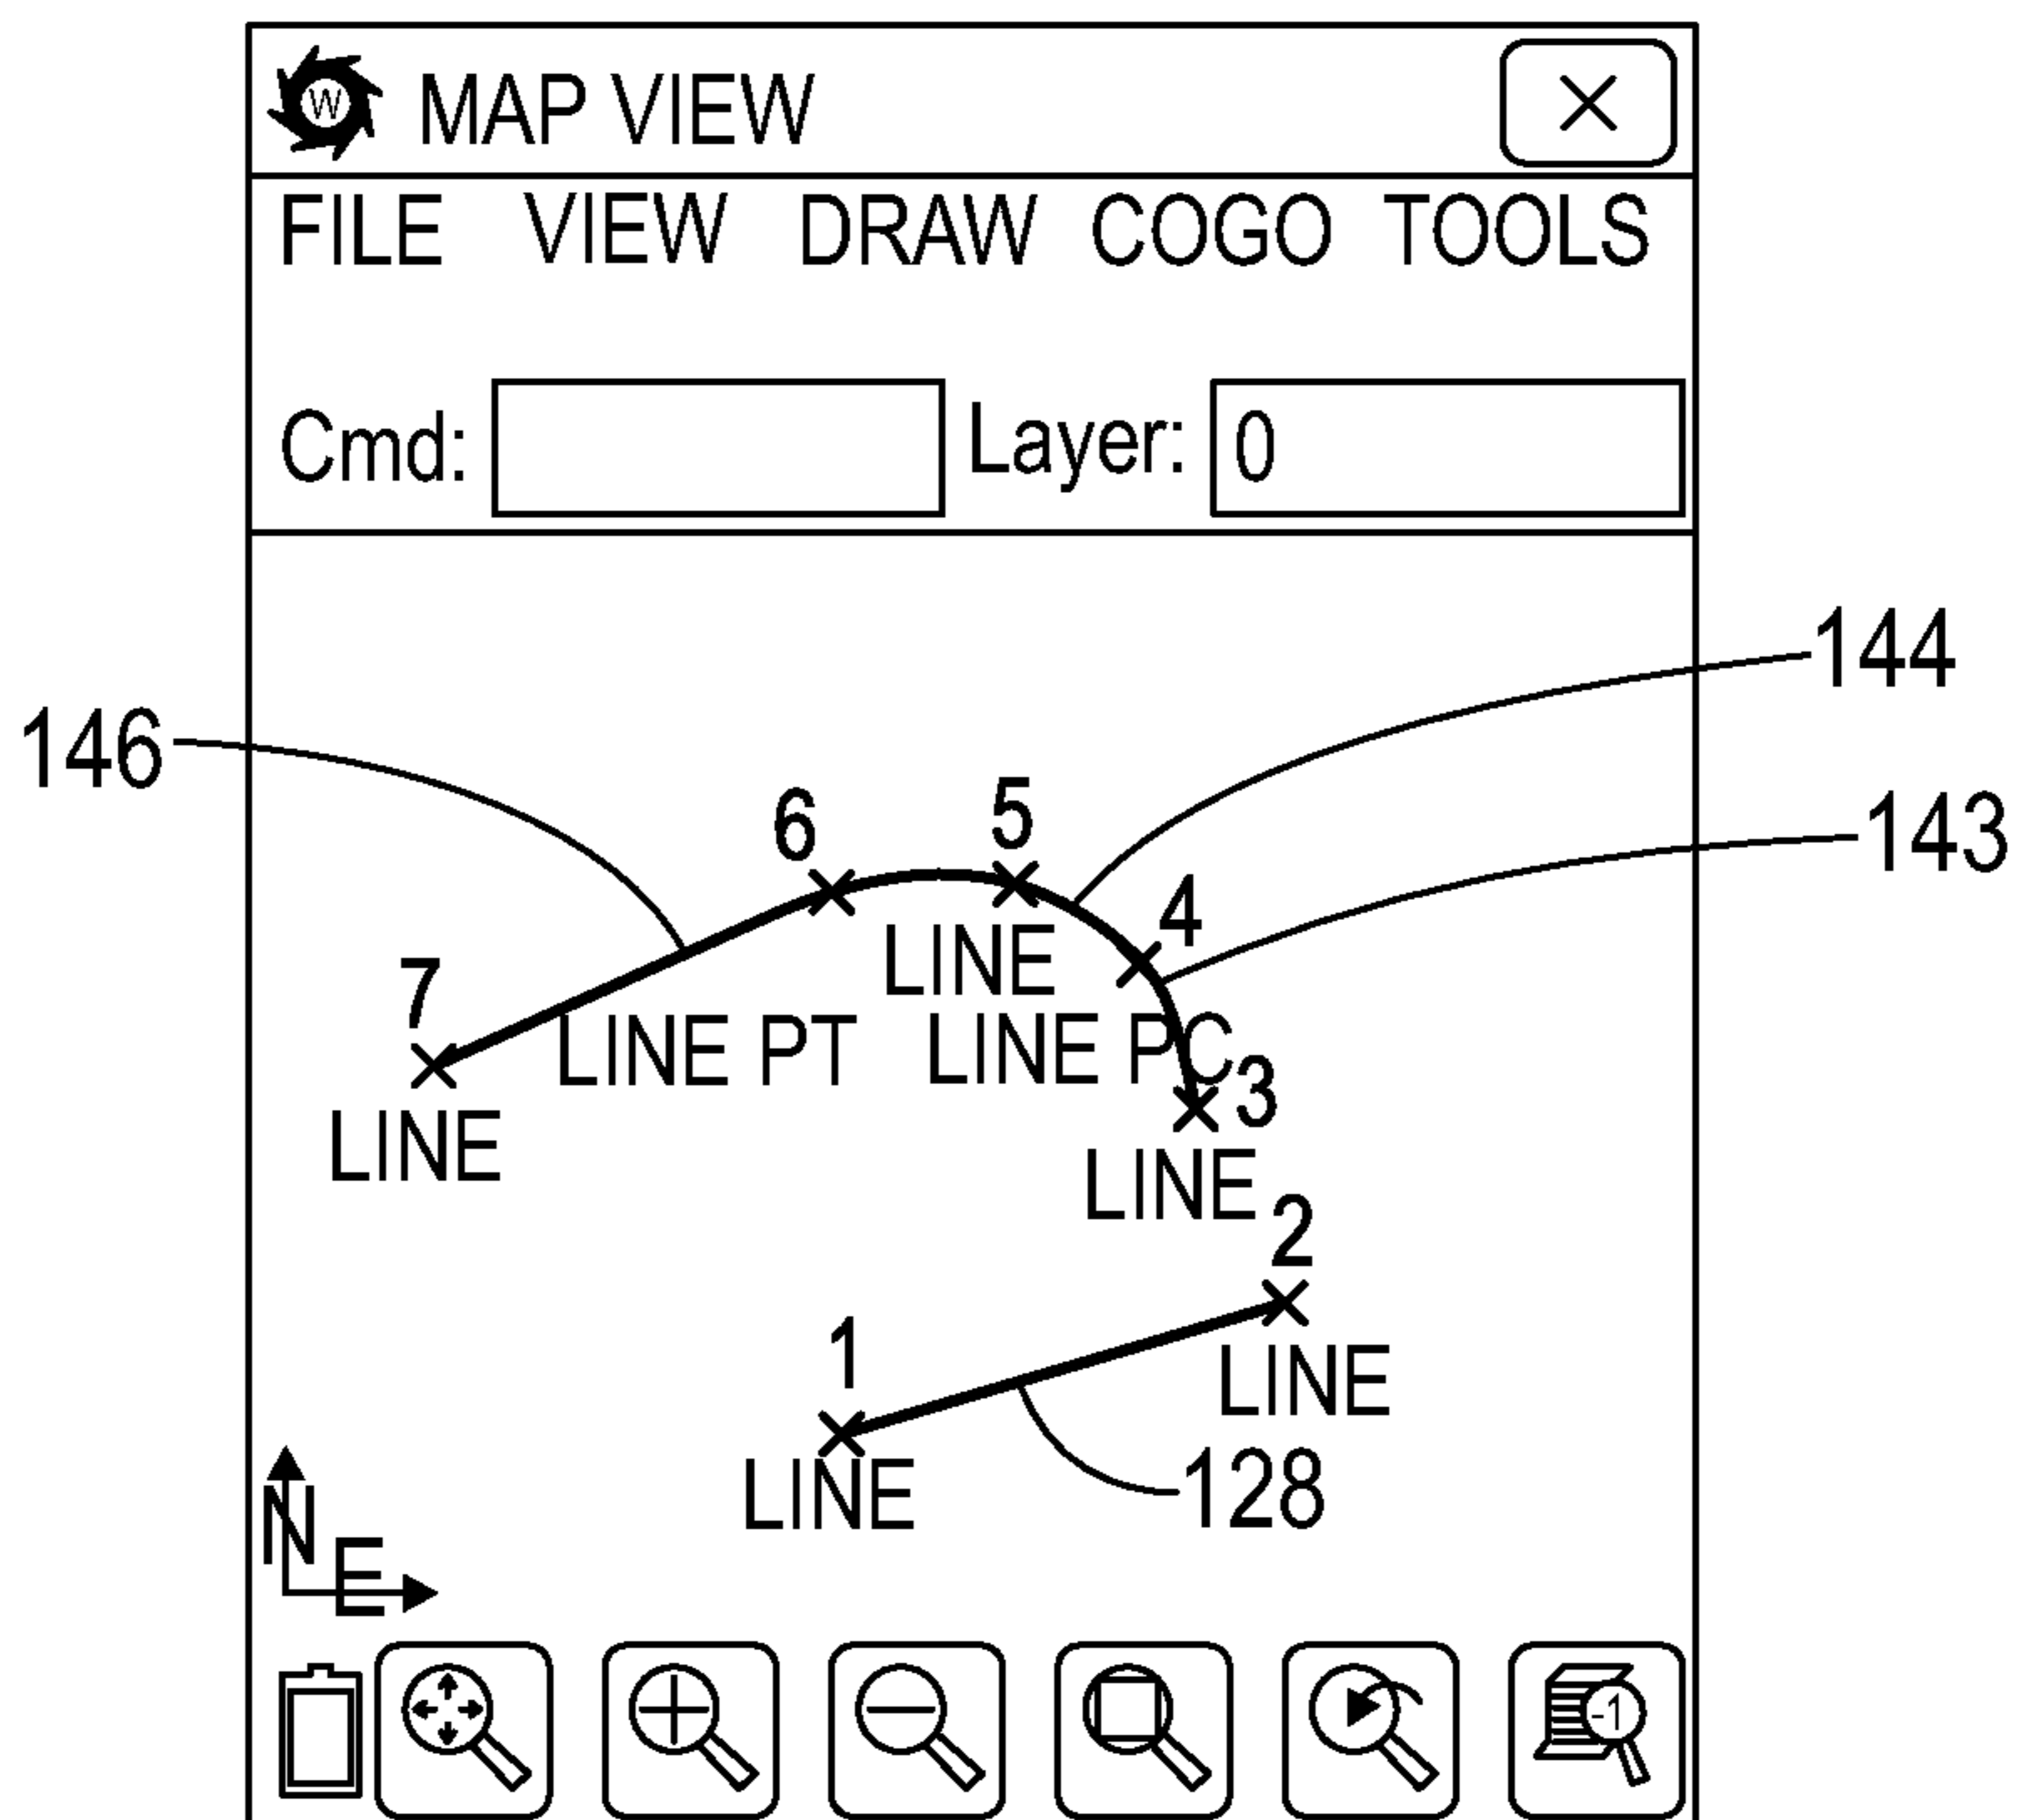 W MAP VIEW ×
FILE VIEW DRAW COGO TOOLS
Cmd: Layer: 0
144
146
143
6 5
4
LINE
7
LINE PT LINE PC
3
LINE
LINE
2
1
LINE
LINE
128
N
E
-1